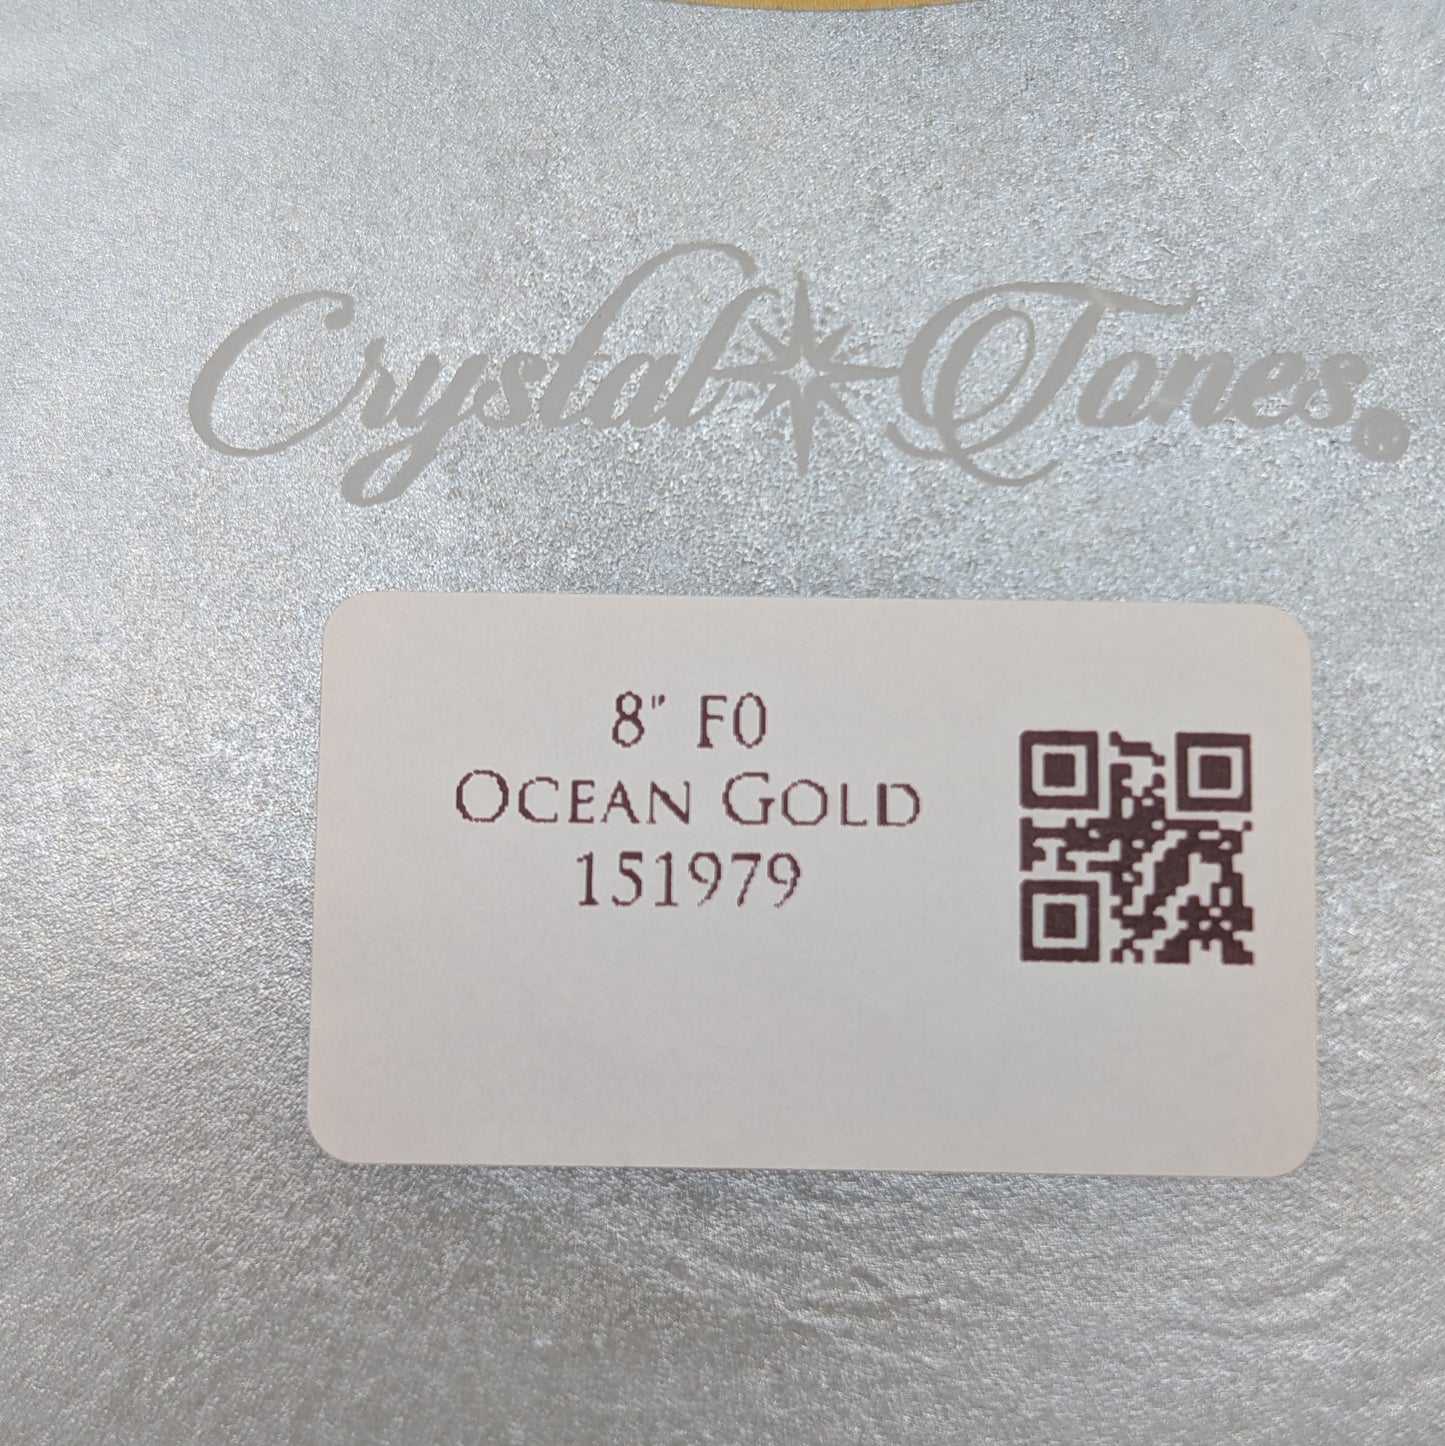 Crystal Tones®
8" F0
Ocean Gold
151979